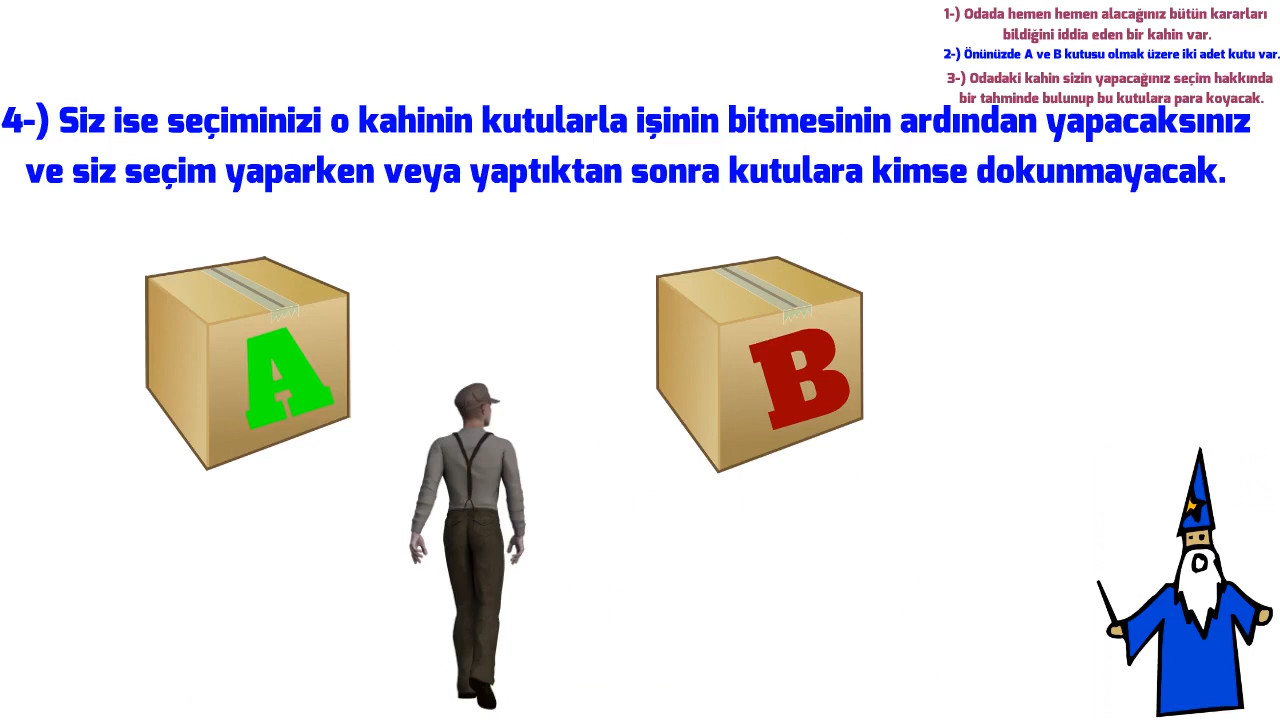 1-) Odada hemen hemen alacağınız bütün kararları
bildiğini iddia eden bir kahin var.
2-) Önünüzde A ve B kutusu olmak üzere iki adet kutu var.
3-) Odadaki kahin sizin yapacağınız seçim hakkında
bir tahminde bulunup bu kutulara para koyacak.
4-) Siz ise seçiminizi o kahinin kutularla işinin bitmesinin ardından yapacaksınız
ve siz seçim yaparken veya yaptıktan sonra kutulara kimse dokunmayacak.
A
B